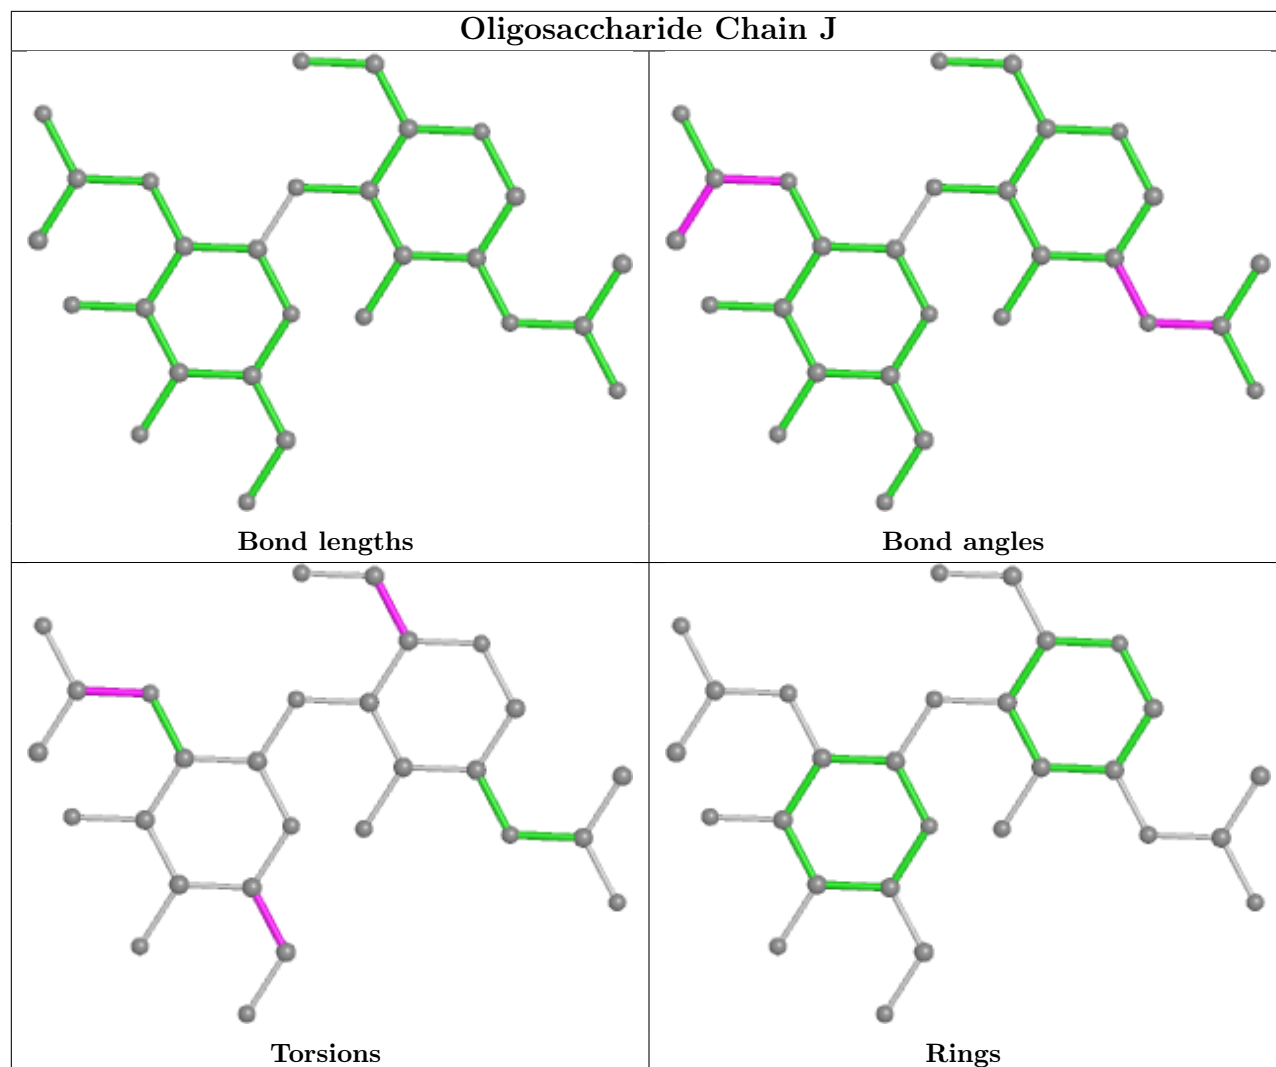 Oligosaccharide Chain J
Bond lengths
Bond angles
Torsions
Rings